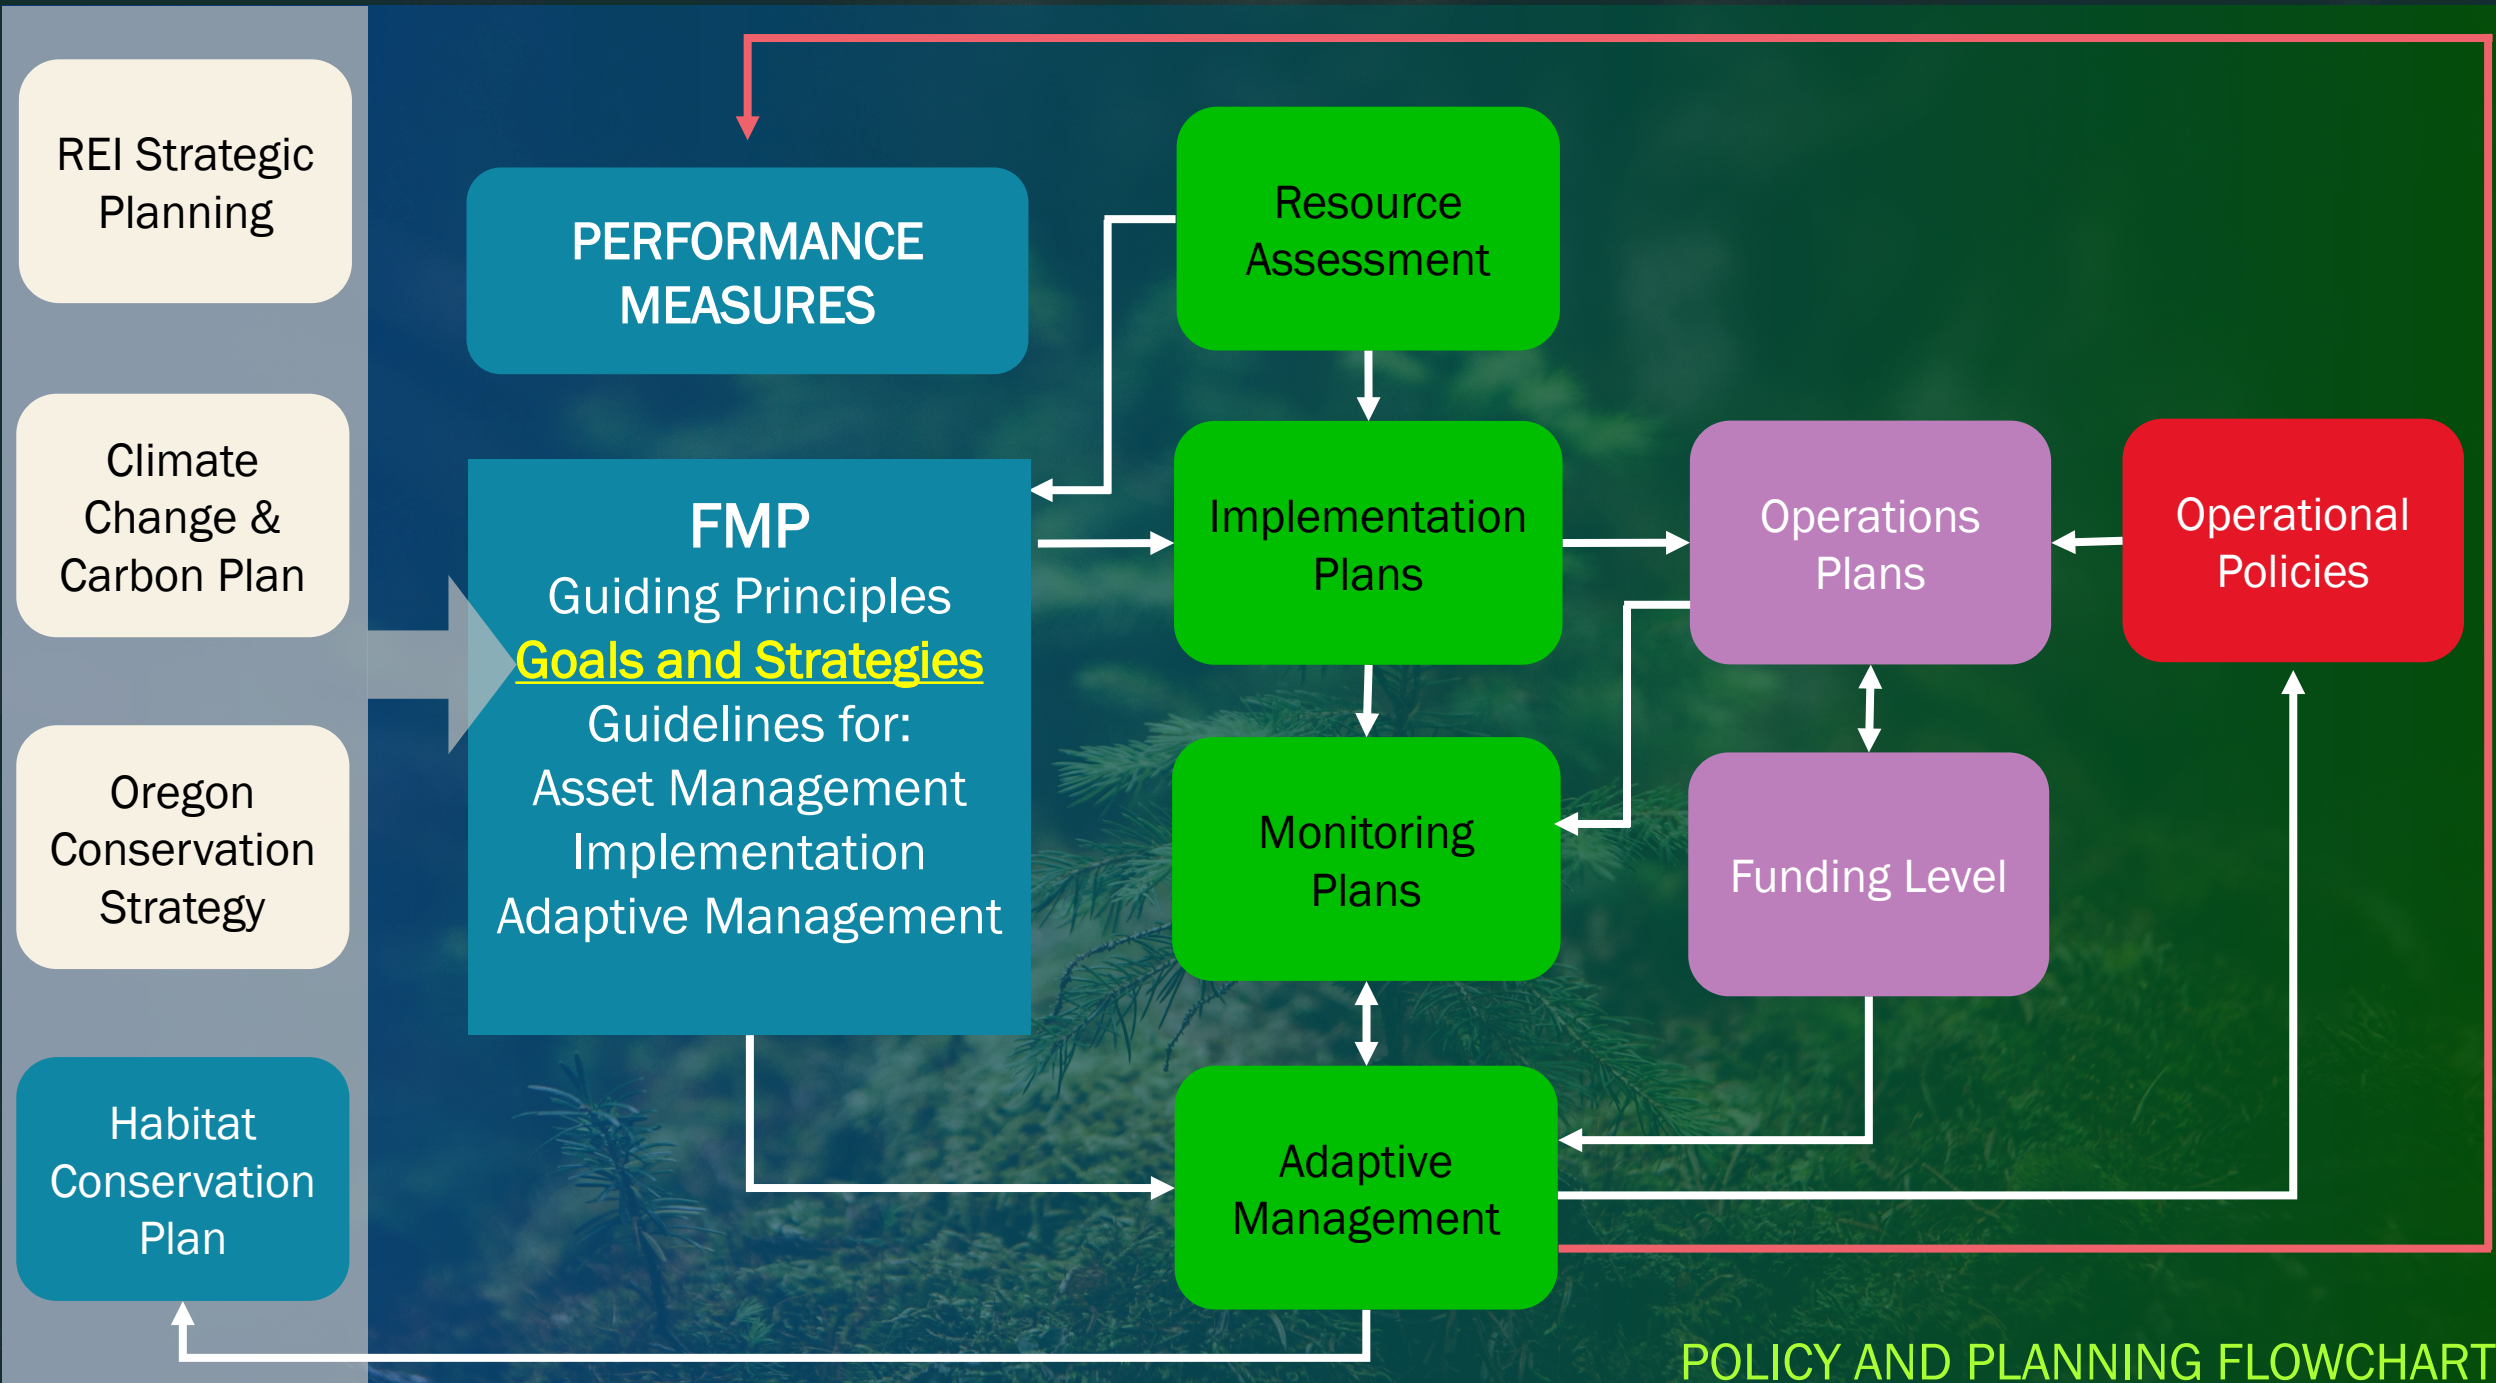 REI Strategic
Planning
Climate
Change &
Carbon Plan
Oregon
Conservation
Strategy
Habitat
Conservation
Plan
PERFORMANCE
MEASURES
FMP
Guiding Principles
Goals and Strategies
Guidelines for:
Asset Management
Implementation
Adaptive Management
Resource
Assessment
Implementation
Plans
Monitoring
Plans
Adaptive
Management
Operations
Plans
Funding Level
Operational
Policies
POLICY AND PLANNING FLOWCHART